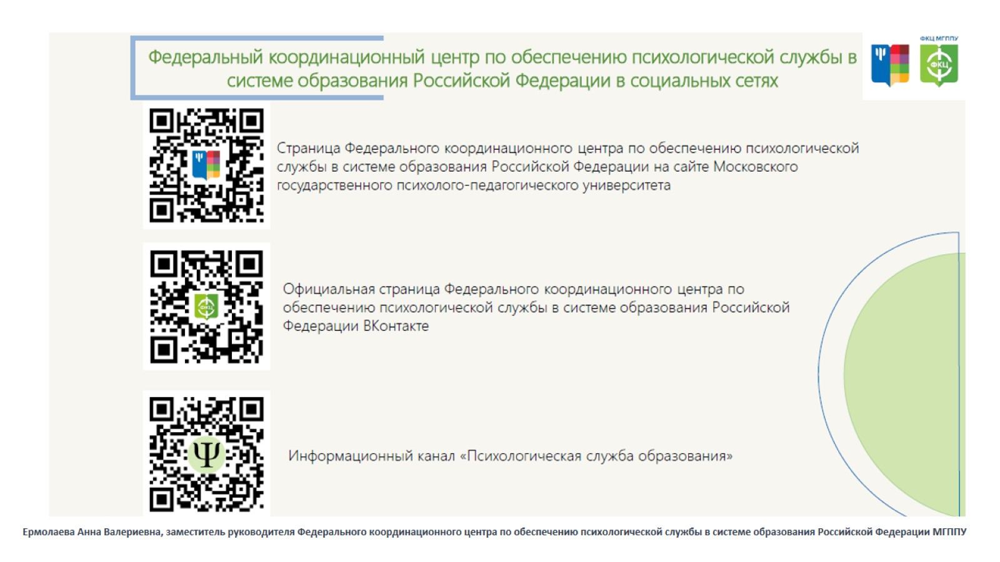 Федеральный координационный центр по обеспечению психологической службы в
системе образования Российской Федерации в социальных сетях
ФКЦ МГППУ
ФКЦ
Страница Федерального координационного центра по обеспечению психологической
службы в системе образования Российской Федерации на сайте Московского
государственного психолого-педагогического университета
ФКЦ
Официальная страница Федерального координационного центра по
обеспечению психологической службы в системе образования Российской
Федерации ВКонтакте
Ψ
Информационный канал «Психологическая служба образования»
Ермолаева Анна Валериевна, заместитель руководителя Федерального координационного центра по обеспечению психологической службы в системе образования Российской Федерации МГППУ